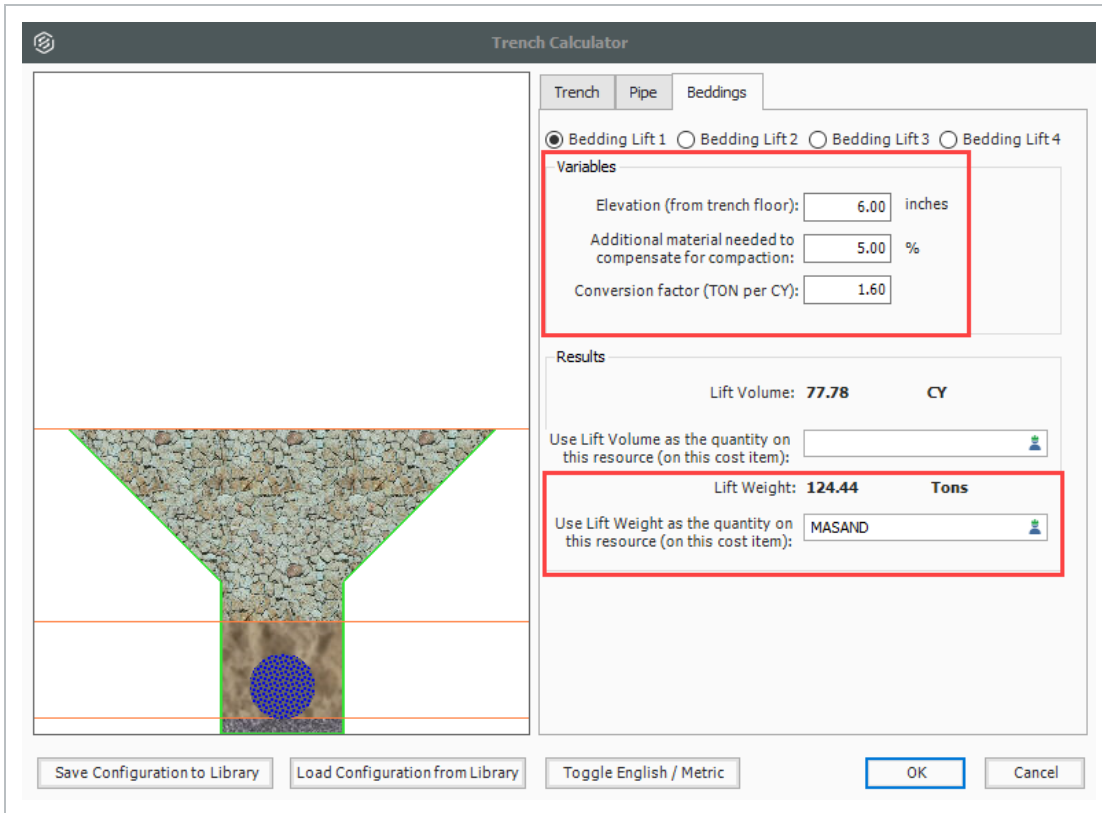 Trench Calculator
Trench Pipe Beddings
Bedding Lift 1 Bedding Lift 2 Bedding Lift 3 Bedding Lift 4
Variables
Elevation (from trench floor): 6.00 inches
Additional material needed to
compensate for compaction: 5.00 %
Conversion factor (TON per CY): 1.60
Results
Lift Volume: 77.78 CY
Use Lift Volume as the quantity on
this resource (on this cost item):
Lift Weight: 124.44 Tons
Use Lift Weight as the quantity on
this resource (on this cost item): MASAND
Save Configuration to Library Load Configuration from Library Toggle English / Metric OK Cancel